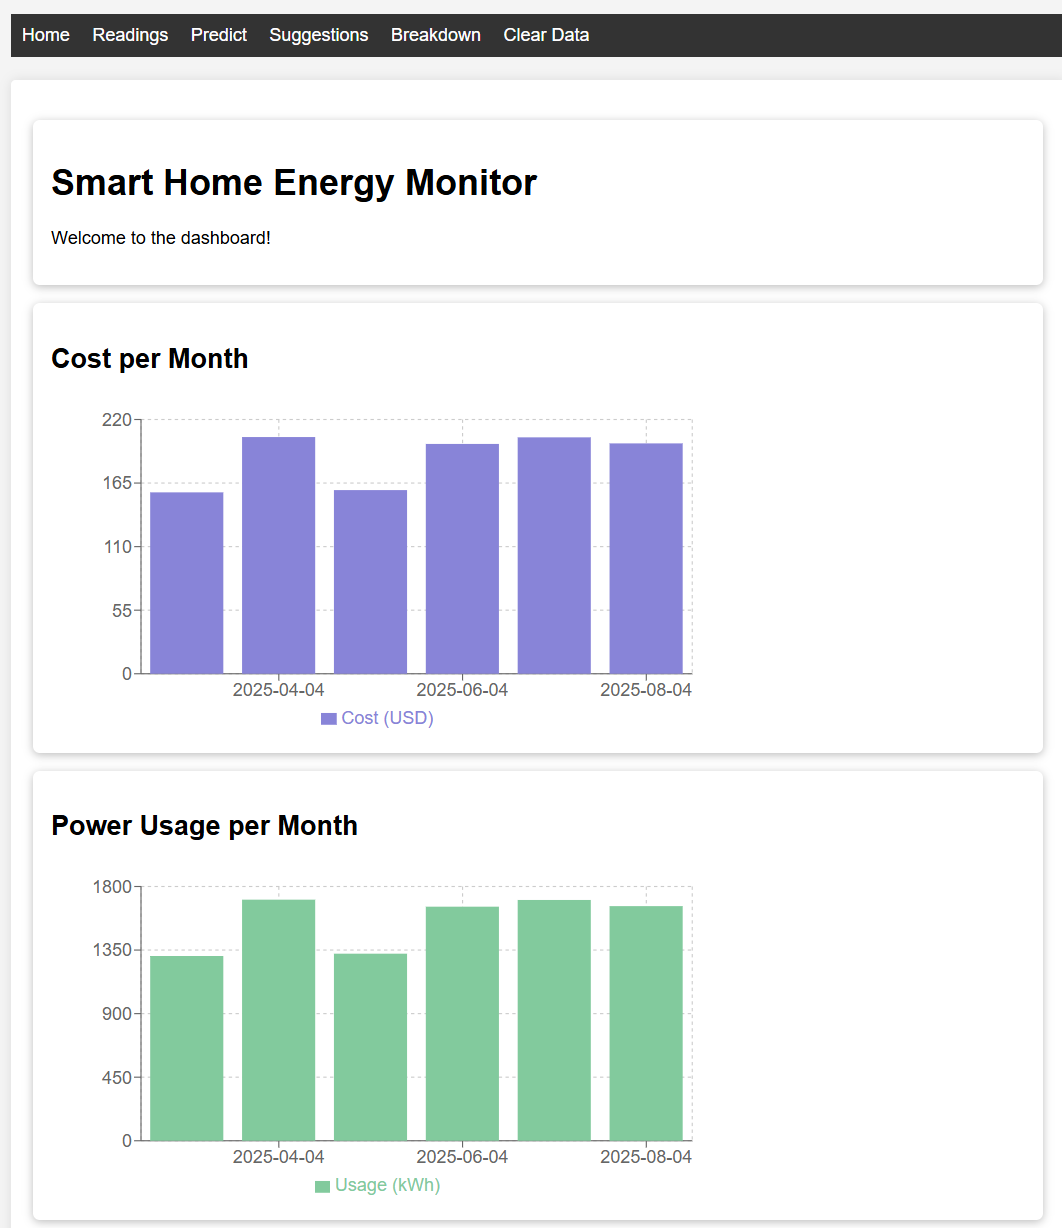 Home Readings Predict Suggestions Breakdown Clear Data
Smart Home Energy Monitor
Welcome to the dashboard!
Cost per Month
220
165
110
55
0
2025-04-04 2025-06-04 2025-08-04
Cost (USD)
Power Usage per Month
1800
1350
900
450
0
2025-04-04 2025-06-04 2025-08-04
Usage (kWh)